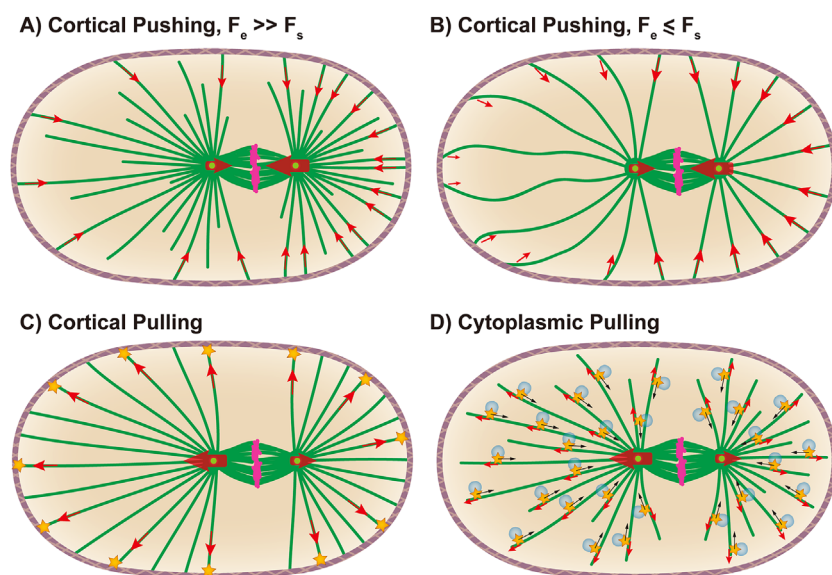 A) Cortical Pushing, Fe >> Fs
B) Cortical Pushing, Fe ⩽ Fs
C) Cortical Pulling
D) Cytoplasmic Pulling